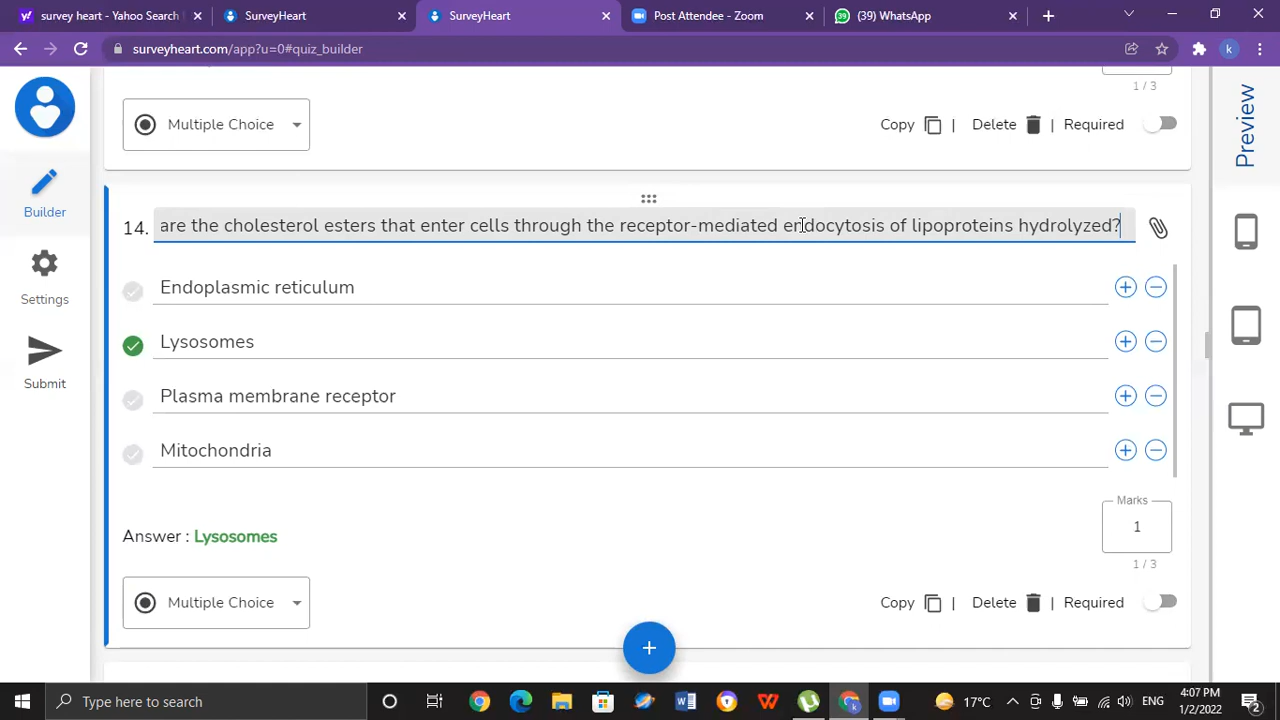 survey heart - Yahoo Search
SurveyHeart
SurveyHeart
Post Attendee - Zoom
(39) WhatsApp
surveyheart.com/app?u=0#quiz_builder
k
1 / 3
Multiple Choice
Copy | Delete | Required
Preview
Builder
Settings
Submit
14. are the cholesterol esters that enter cells through the receptor-mediated endocytosis of lipoproteins hydrolyzed?
Endoplasmic reticulum
Lysosomes
Plasma membrane receptor
Mitochondria
Marks
1
1 / 3
Answer : Lysosomes
Multiple Choice
Copy | Delete | Required
Type here to search
17°C
ENG
4:07 PM
1/2/2022
2